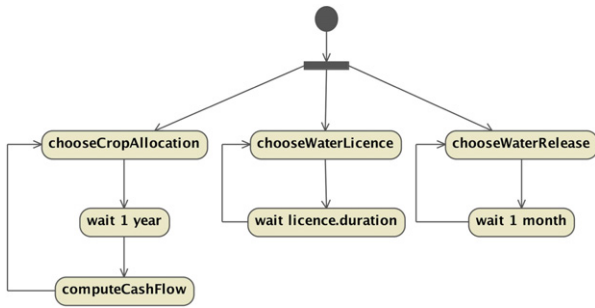 chooseCropAllocation
chooseWaterLicence
chooseWaterRelease
wait 1 year
wait licence.duration
wait 1 month
computeCashFlow